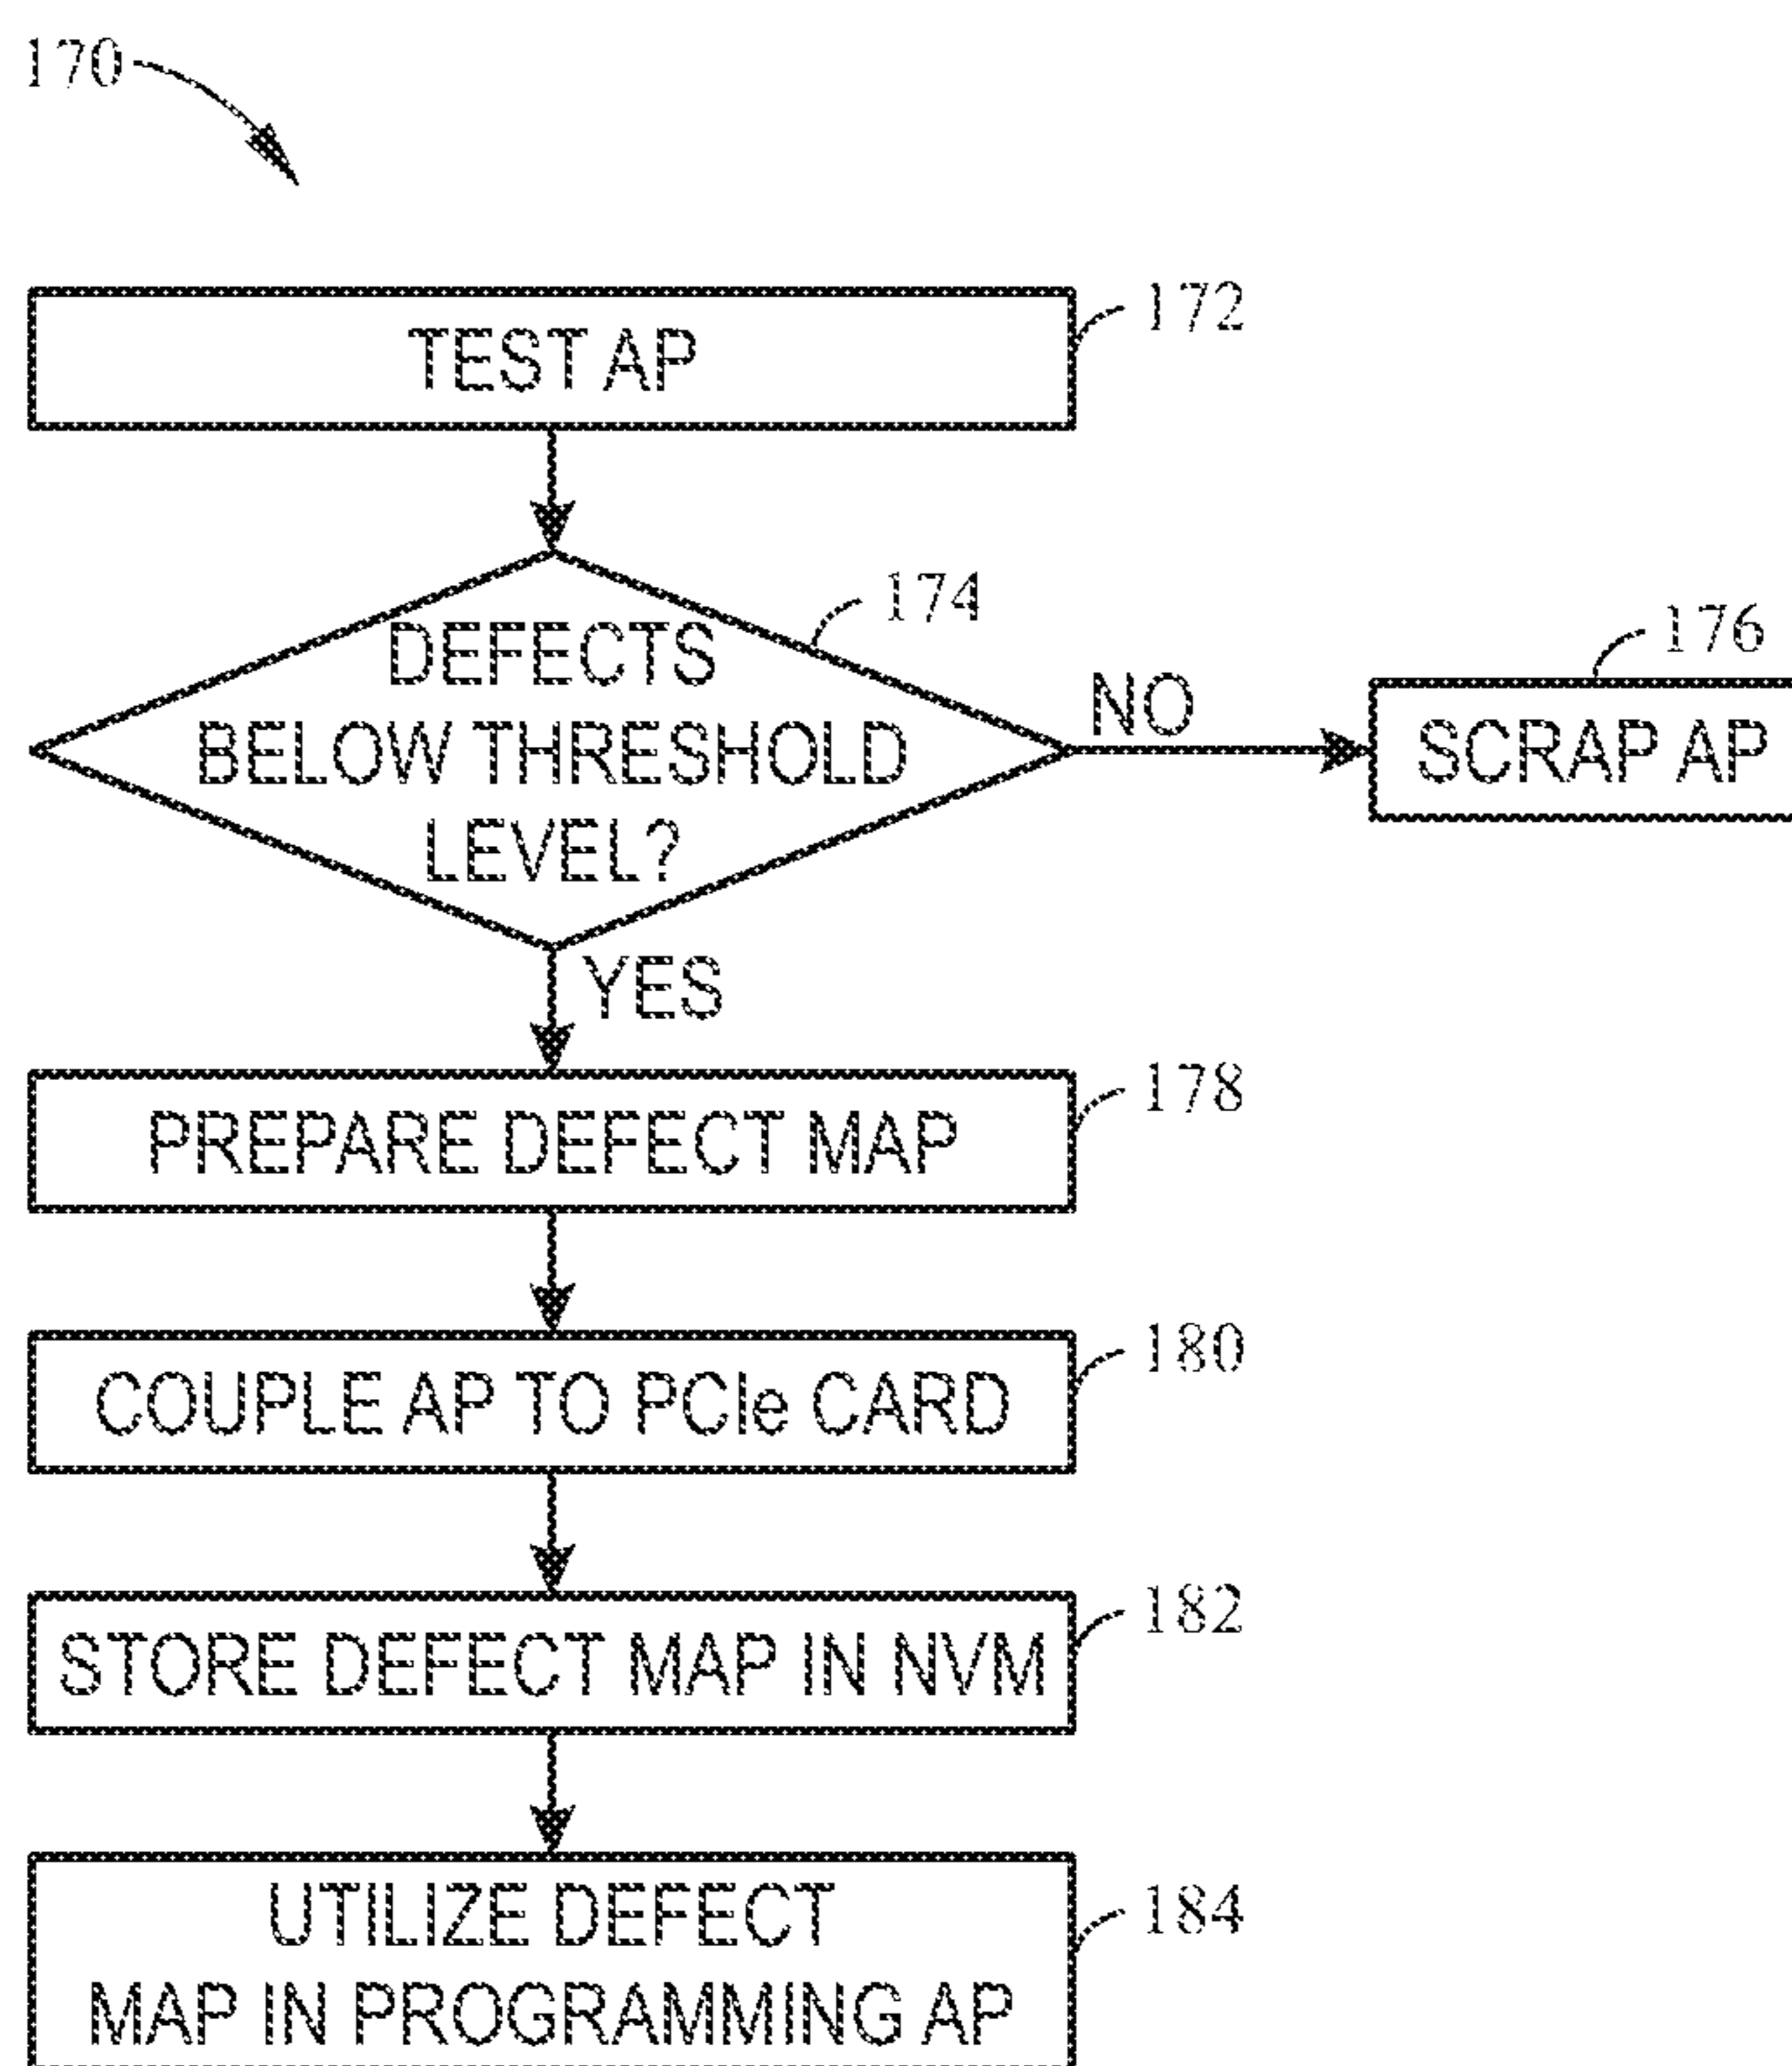 170
TEST AP
172
DEFECTS
BELOW THRESHOLD
LEVEL?
174
NO
176
SCRAP AP
YES
PREPARE DEFECT MAP
178
COUPLE AP TO PCIe CARD
180
STORE DEFECT MAP IN NVM
182
UTILIZE DEFECT
MAP IN PROGRAMMING AP
184